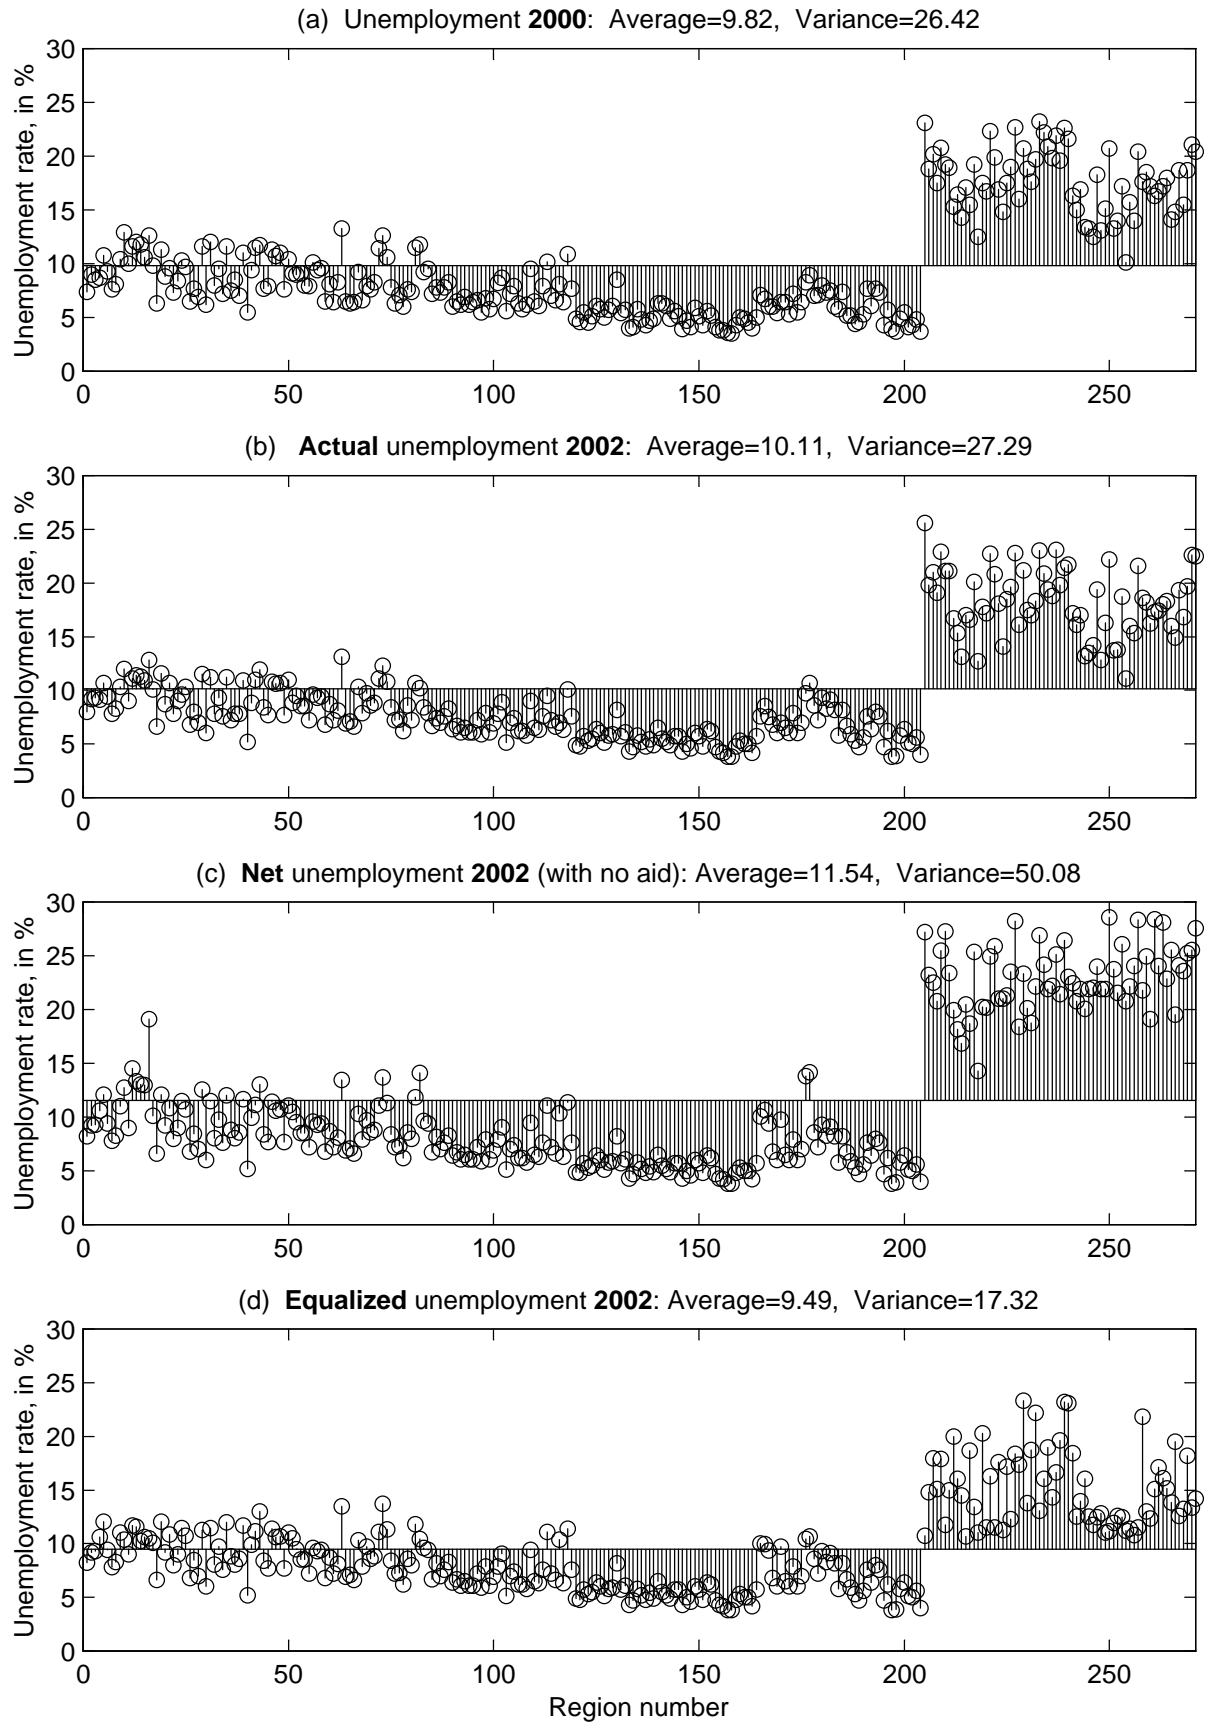 (a) Unemployment 2000: Average=9.82, Variance=26.42
30
25
20
15
10
5
0
Unemployment rate, in %
0 50 100 150 200 250
(b) Actual unemployment 2002: Average=10.11, Variance=27.29
30
25
20
15
10
5
0
Unemployment rate, in %
0 50 100 150 200 250
(c) Net unemployment 2002 (with no aid): Average=11.54, Variance=50.08
30
25
20
15
10
5
0
Unemployment rate, in %
0 50 100 150 200 250
(d) Equalized unemployment 2002: Average=9.49, Variance=17.32
30
25
20
15
10
5
0
Unemployment rate, in %
0 50 100 150 200 250
Region number